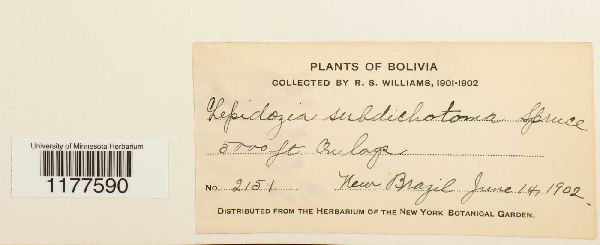 PLANTS OF BOLIVIA
COLLECTED BY R. S. WILLIAMS, 1901-1902
Lepidozia subdichotoma Spruce
5000 ft On logs
No. 2151 New Brazil June 14, 1902.
DISTRIBUTED FROM THE HERBARIUM OF THE NEW YORK BOTANICAL GARDEN.
University of Minnesota Herbarium
1177590